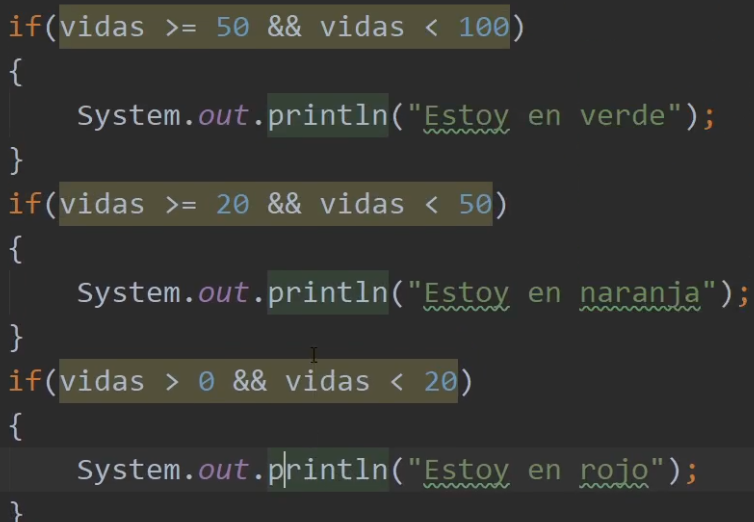 if(vidas >= 50 && vidas < 100)
{
System.out.println("Estoy en verde");
}
if(vidas >= 20 && vidas < 50)
{
System.out.println("Estoy en naranja");
}
if(vidas > 0 && vidas < 20)
{
System.out.println("Estoy en rojo");
}